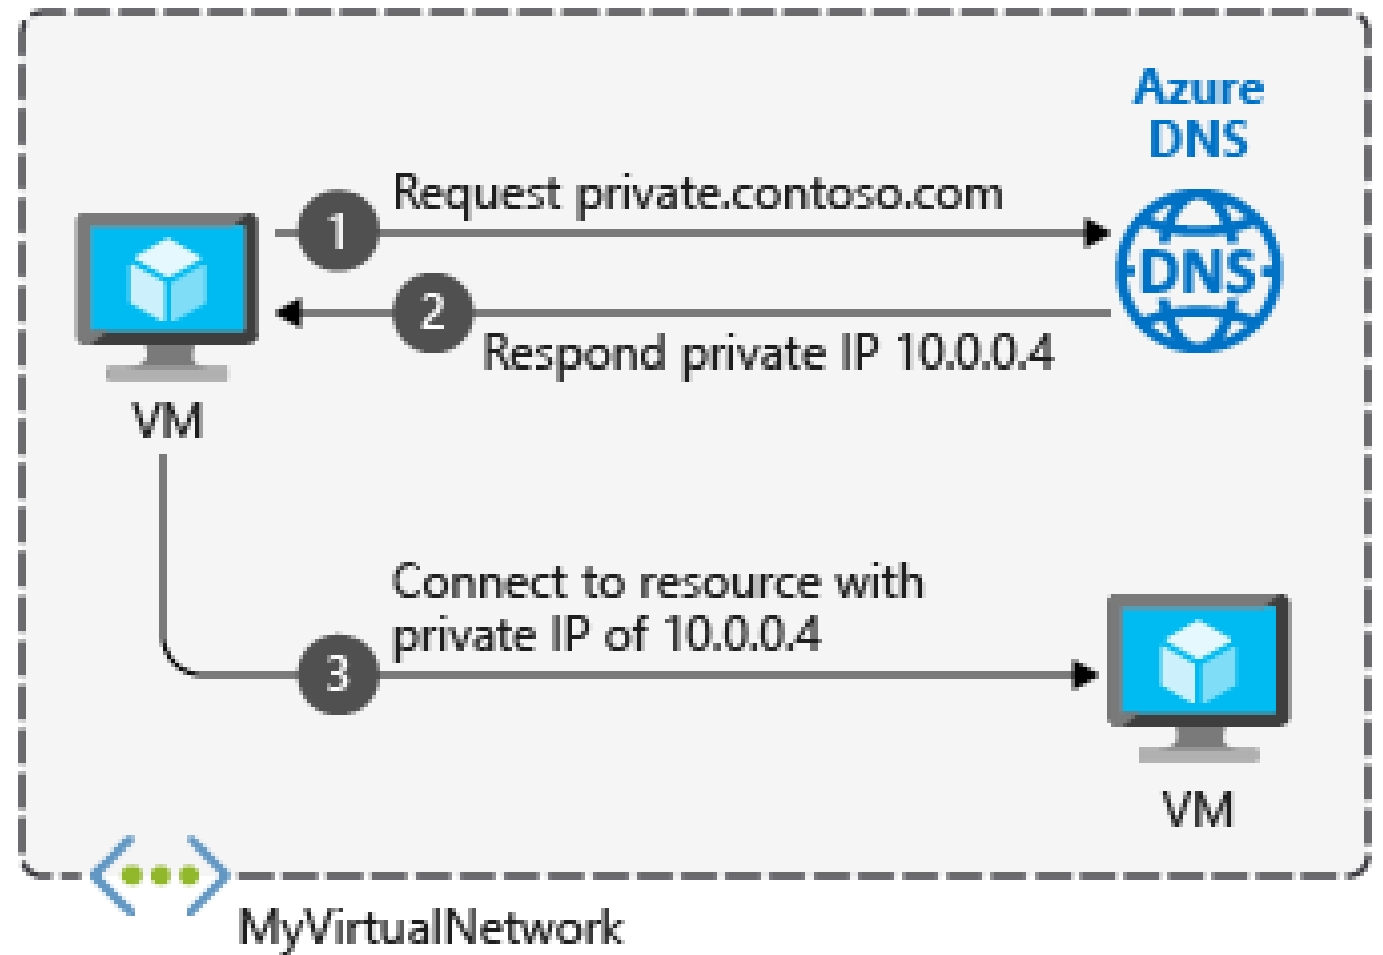 Azure
DNS
Request private.contoso.com
1
DNS
2
Respond private IP 10.0.0.4
VM
Connect to resource with
private IP of 10.0.0.4
3
VM
MyVirtualNetwork